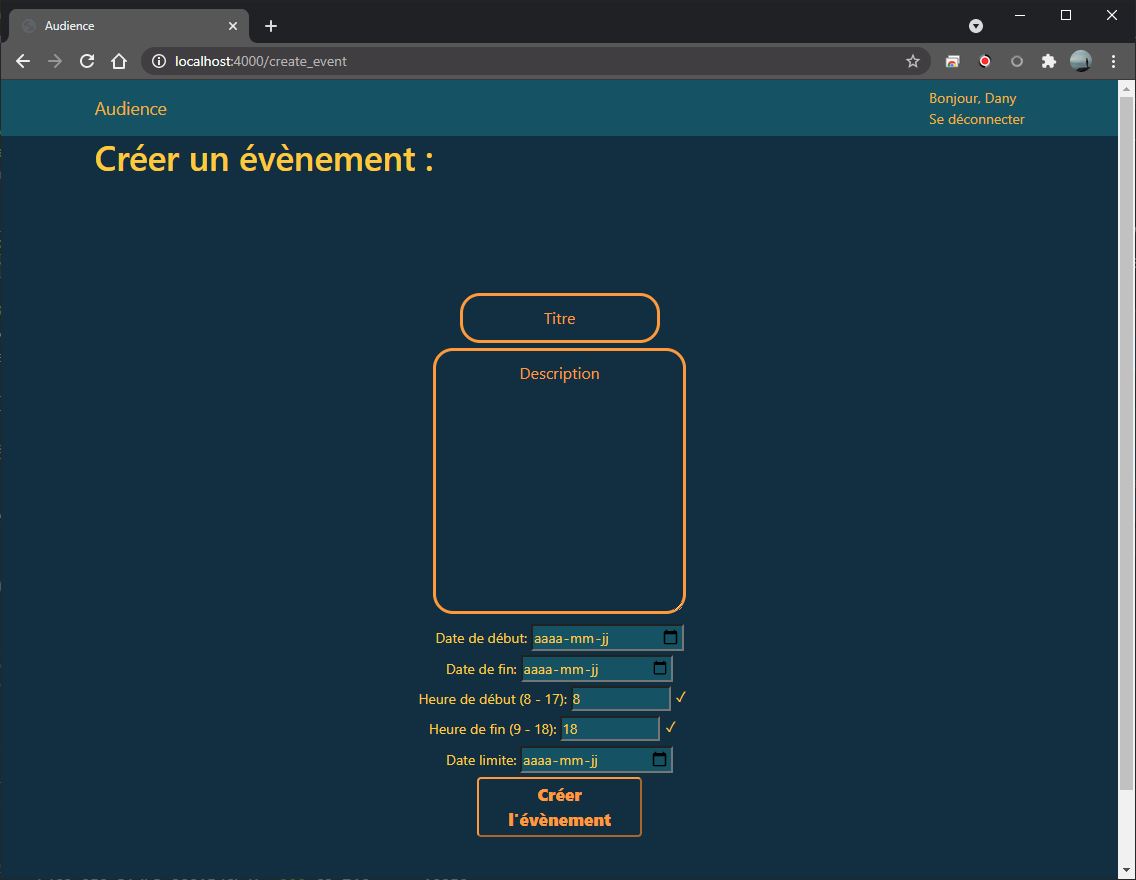 Audience
localhost:4000/create_event
Audience
Bonjour, Dany
Se déconnecter
Créer un évènement :
Titre
Description
Date de début: aaaa-mm-jj
Date de fin: aaaa-mm-jj
Heure de début (8 - 17): 8 ✓
Heure de fin (9 - 18): 18 ✓
Date limite: aaaa-mm-jj
Créer
l'évènement